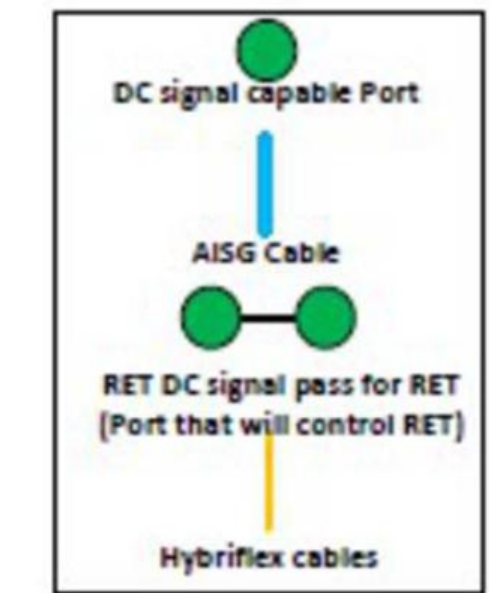 DC signal capable Port
AISG Cable
RET DC signal pass for RET
(Port that will control RET)
Hybriflex cables